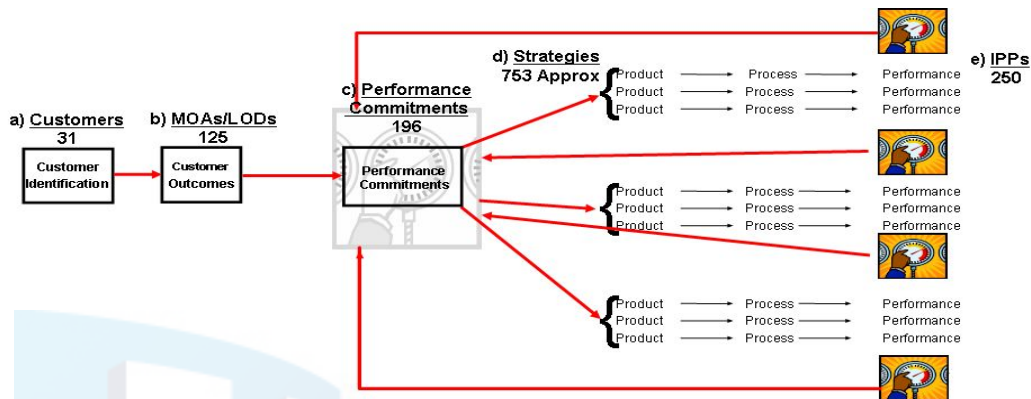 a) Customers
31
Customer
Identification
b) MOAs/LODs
125
Customer
Outcomes
c) Performance
Commitments
196
Performance
Commitments
d) Strategies
753 Approx
Product Process Performance
Product Process Performance
Product Process Performance
Product Process Performance
Product Process Performance
Product Process Performance
Product Process Performance
Product Process Performance
Product Process Performance
e) IPPs
250